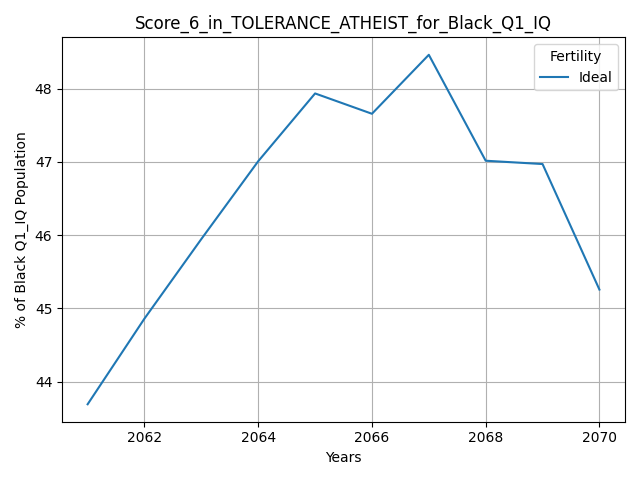 Score_6_in_TOLERANCE_ATHEIST_for_Black_Q1_IQ
Fertility
Ideal
% of Black Q1_IQ Population
48
47
46
45
44
2062 2064 2066 2068 2070
Years